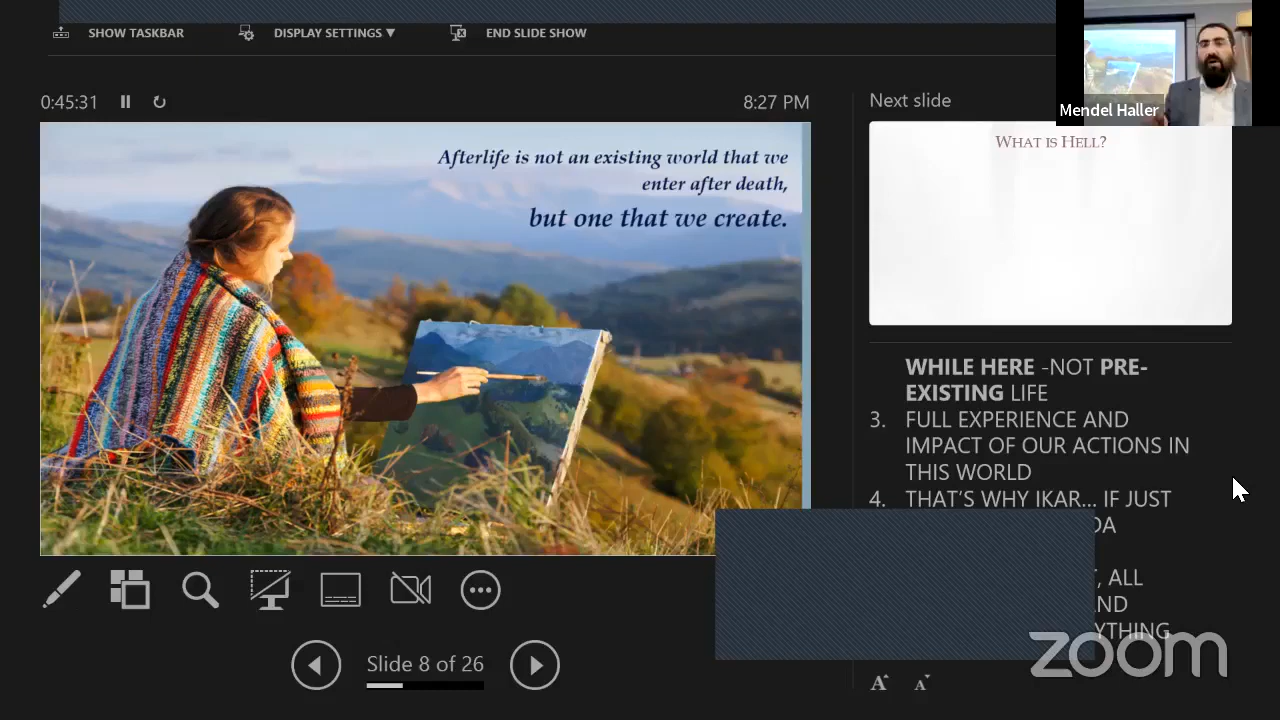 SHOW TASKBAR
DISPLAY SETTINGS ▼
END SLIDE SHOW
Mendel Haller
0:45:31
8:27 PM
Afterlife is not an existing world that we
enter after death,
but one that we create.
Slide 8 of 26
Next slide
WHAT IS HELL?
WHILE HERE -NOT PRE-
EXISTING LIFE
3. FULL EXPERIENCE AND
IMPACT OF OUR ACTIONS IN
THIS WORLD
4. THAT'S WHY IKAR... IF JUST
, ALL
A A
zoom